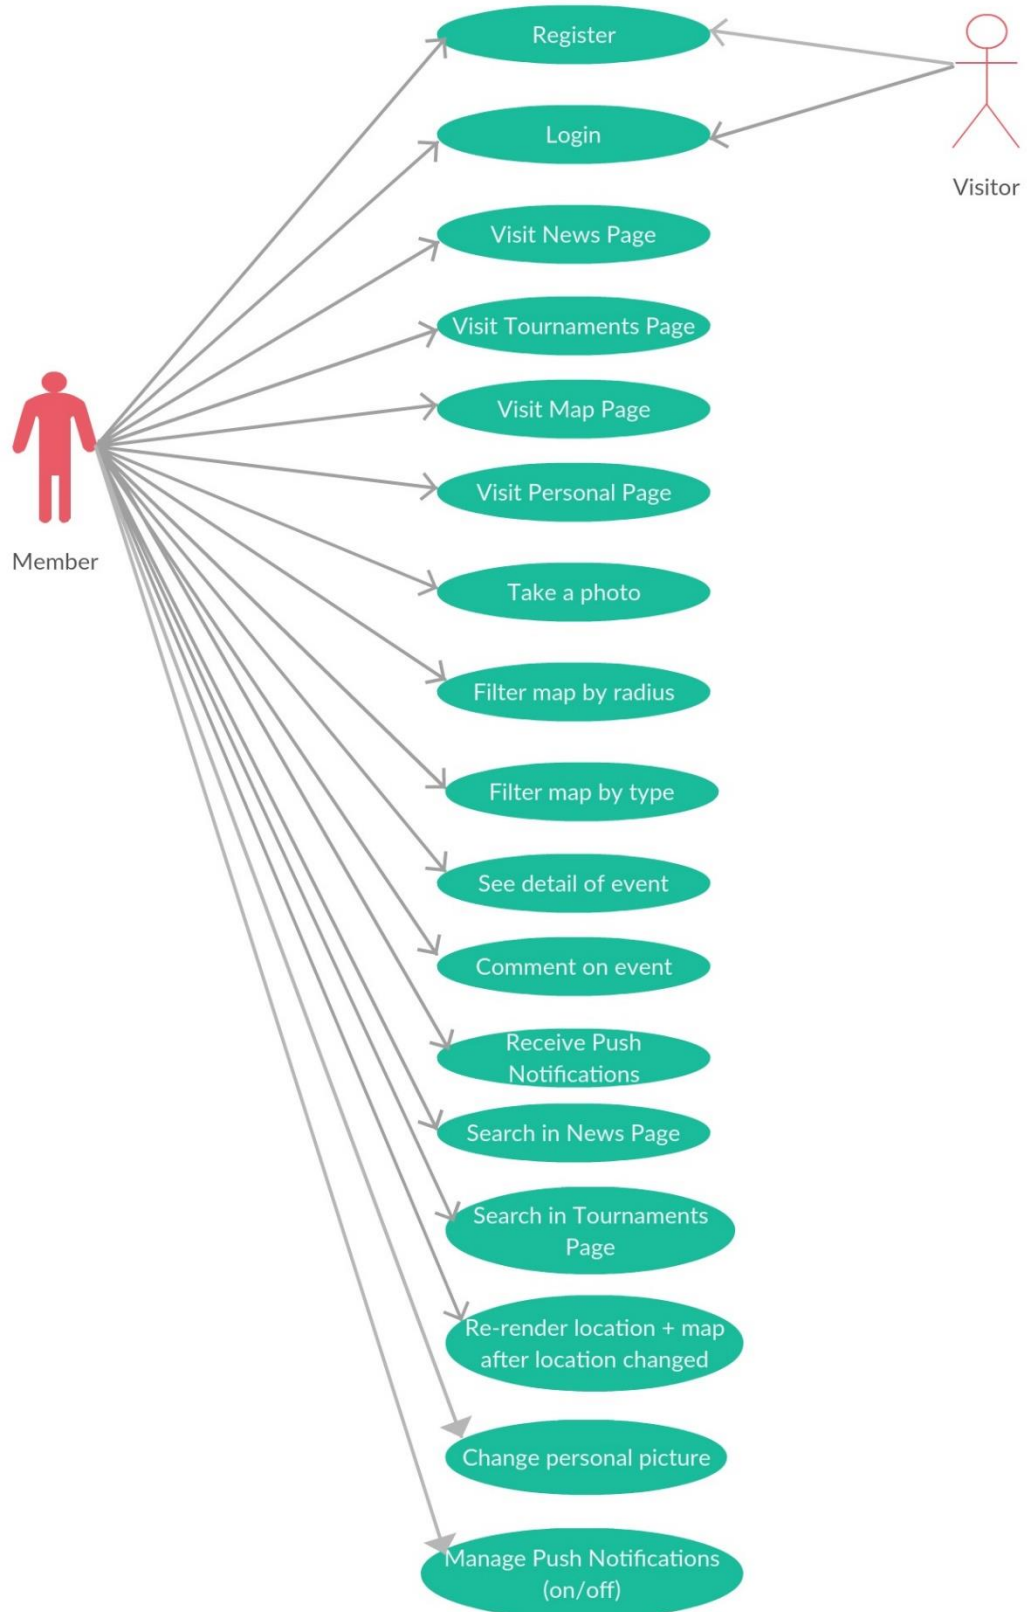 Register
Login
Visitor
Visit News Page
Visit Tournaments Page
Visit Map Page
Visit Personal Page
Member
Take a photo
Filter map by radius
Filter map by type
See detail of event
Comment on event
Receive Push
Notifications
Search in News Page
Search in Tournaments
Page
Re-render location + map
after location changed
Change personal picture
Manage Push Notifications
(on/off)